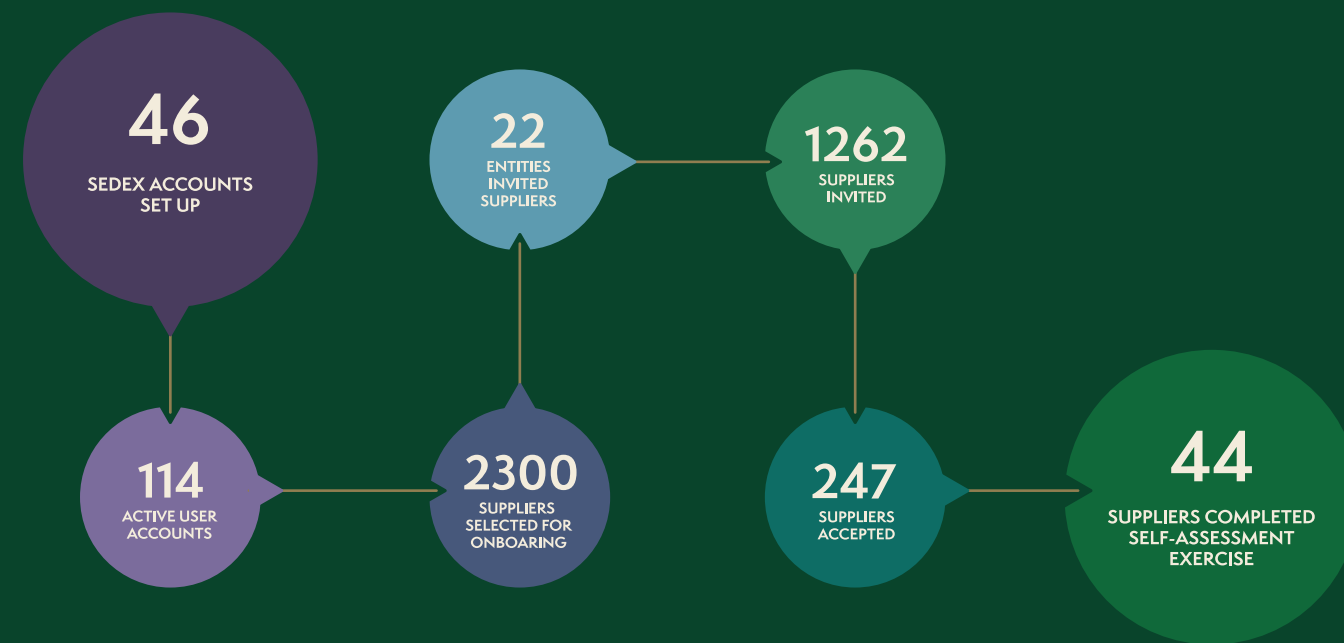 46
SEDEX ACCOUNTS
SET UP
114
ACTIVE USER
ACCOUNTS
2300
SUPPLIERS
SELECTED FOR
ONBOARING
22
ENTITIES
INVITED
SUPPLIERS
1262
SUPPLIERS
INVITED
247
SUPPLIERS
ACCEPTED
44
SUPPLIERS COMPLETED
SELF-ASSESSMENT
EXERCISE